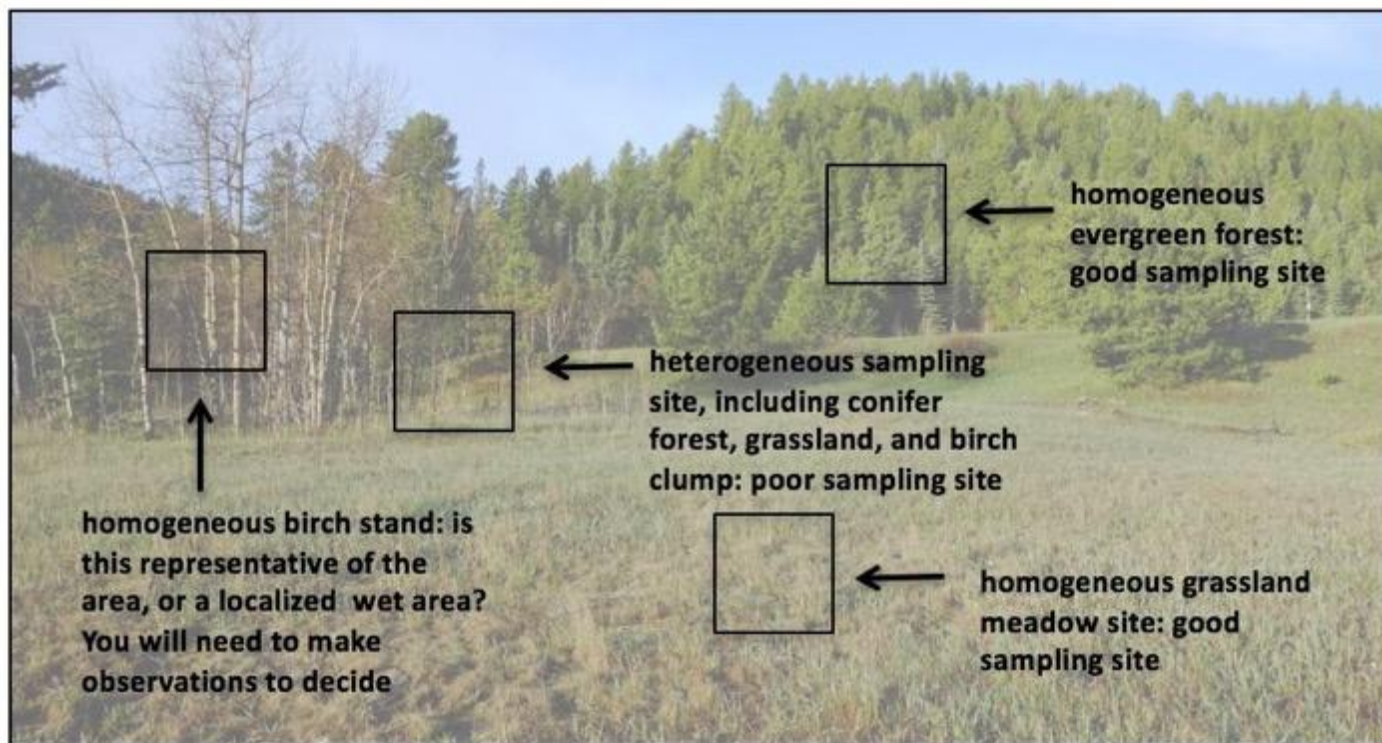 homogeneous
evergreen forest:
good sampling site
heterogeneous sampling
site, including conifer
forest, grassland, and birch
clump: poor sampling site
homogeneous birch stand: is
this representative of the
area, or a localized wet area?
You will need to make
observations to decide
homogeneous grassland
meadow site: good
sampling site